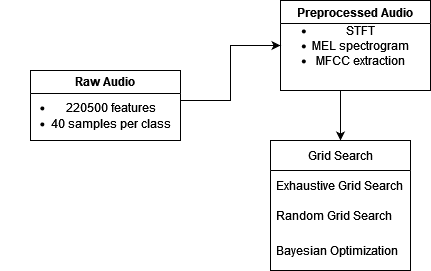 Raw Audio
220500 features
40 samples per class
Preprocessed Audio
STFT
MEL spectrogram
MFCC extraction
Grid Search
Exhaustive Grid Search
Random Grid Search
Bayesian Optimization